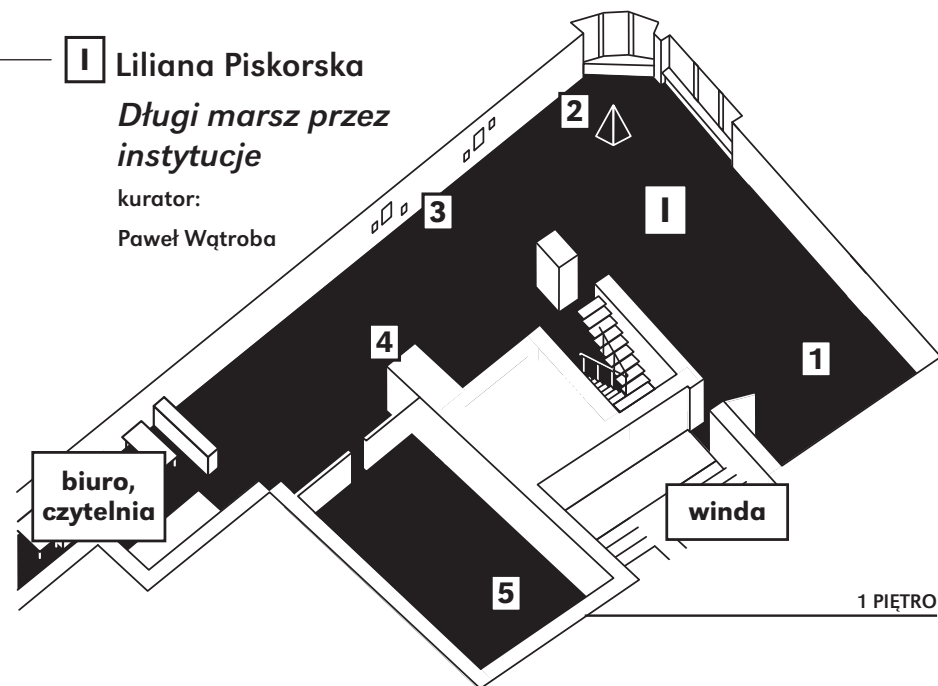 I Liliana Piskorska
Długi marsz przez
instytucje
kurator:
Paweł Wątroba
2
3
I
4
1
biuro,
czytelnia
winda
5
1 PIĘTRO